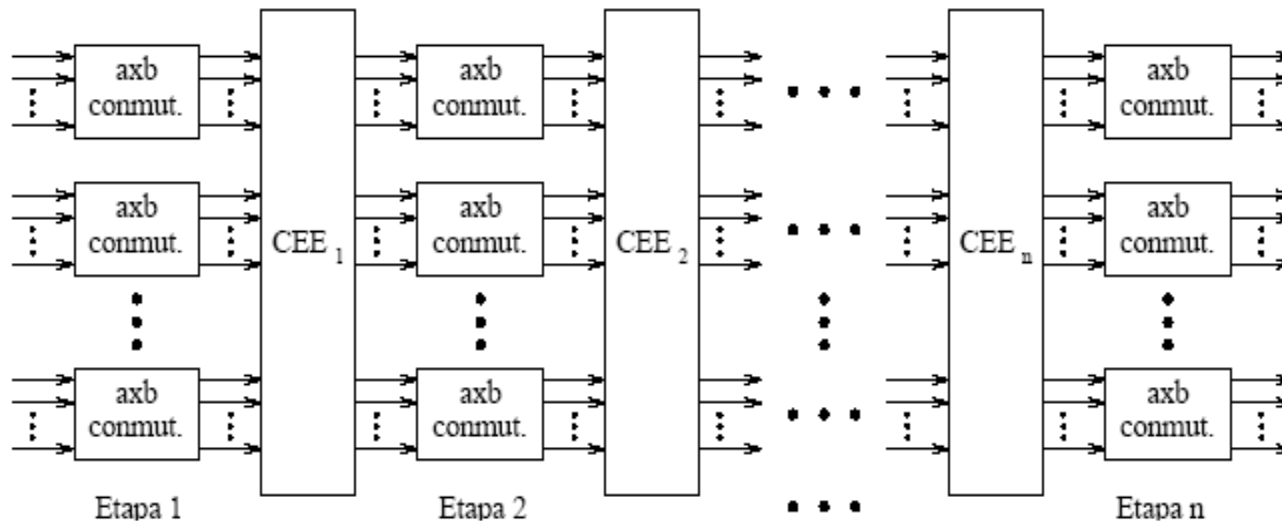 axb
conmut.
axb
conmut.
axb
conmut.
axb
conmut.
axb
conmut.
axb
conmut.
CEE 1
CEE 2
CEE n
axb
conmut.
axb
conmut.
axb
conmut.
Etapa 1
Etapa 2
Etapa n